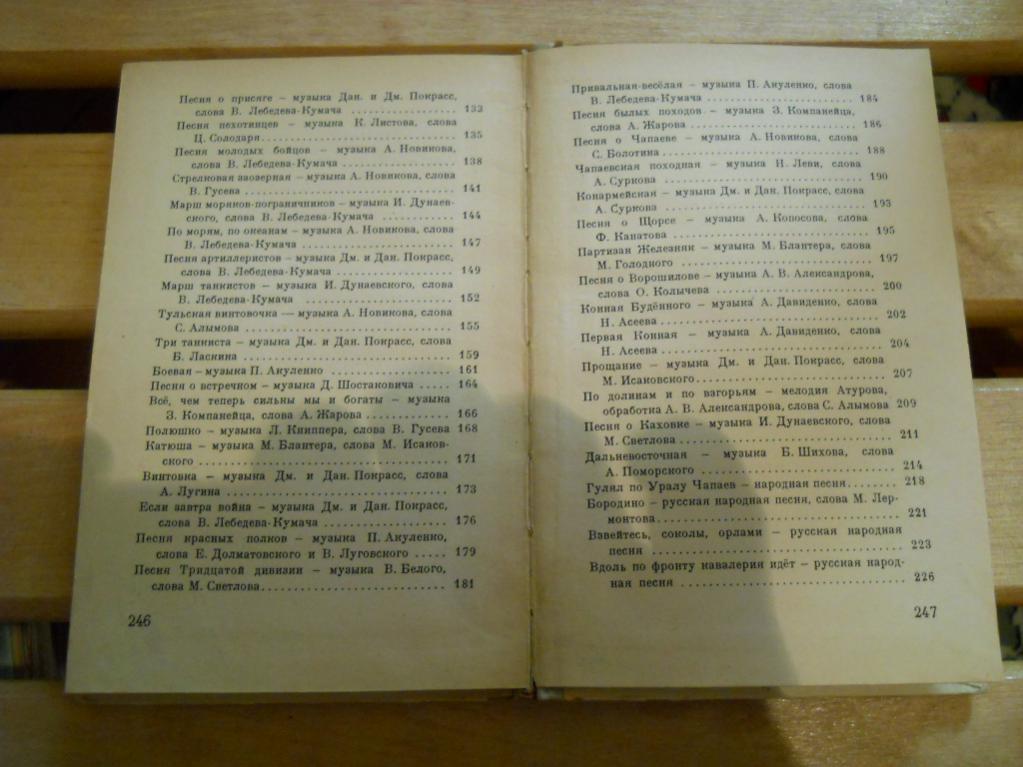 Песня о присяге – музыка Дан. и Дм. Покрасс,
слова В. Лебедева-Кумача .................. 133
Песня пехотинцев – музыка К. Листова, слова
Ц. Солодаря .................. 135
Песня молодых бойцов – музыка А. Новикова,
слова В. Лебедева-Кумача .................. 138
Стрелковая заозерная – музыка А. Новикова, слова
В. Гусева .................. 141
Марш моряков-пограничников – музыка И. Дунаев-
ского, слова В. Лебедева-Кумача .................. 144
По морям, по океанам – музыка А. Новикова, слова
В. Лебедева-Кумача .................. 147
Песня артиллеристов – музыка Дм. и Дан. Покрасс,
слова В. Лебедева-Кумача .................. 149
Марш танкистов – музыка И. Дунаевского, слова
В. Лебедева-Кумача .................. 152
Тульская винтовочка — музыка А. Новикова, слова
С. Алымова .................. 155
Три танкиста – музыка Дм. и Дан. Покрасс, слова
Б. Ласкина .................. 159
Боевая – музыка П. Акуленко .................. 161
Песня о встречном – музыка Д. Шостаковича ..... 164
Всё, чем теперь сильны мы и богаты – музыка
З. Компанейца, слова А. Жарова .................. 166
Полюшко – музыка Л. Книппера, слова В. Гусева 168
Катюша – музыка М. Блантера, слова М. Исаков-
ского .................. 171
Винтовка – музыка Дм. и Дан. Покрасс, слова
А. Лугина .................. 173
Если завтра война – музыка Дм. и Дан. Покрасс,
слова В. Лебедева-Кумача .................. 176
Песня красных полков – музыка П. Акуленко,
слова Е. Долматовского и В. Луговского ..... 179
Песня Тридцатой дивизии – музыка В. Белого,
слова М. Светлова .................. 181
246
Привальная-весёлая – музыка П. Акуленко, слова
В. Лебедева-Кумача .................. 184
Песня былых походов – музыка З. Компанейца,
слова А. Жарова .................. 186
Песня о Чапаеве – музыка А. Новикова, слова
С. Болотина .................. 188
Чапаевская походная – музыка Н. Леви, слова
А. Суркова .................. 190
Конармейская – музыка Дм. и Дан. Покрасс, слова
А. Суркова .................. 193
Песня о Щорсе – музыка А. Копосова, слова
Ф. Канатова .................. 195
Партизан Железняк – музыка М. Блантера, слова
М. Голодного .................. 197
Песня о Ворошилове – музыка А. В. Александрова,
слова О. Колычева .................. 200
Конная Будённого – музыка А. Давиденко, слова
Н. Асеева .................. 202
Первая Конная – музыка А. Давиденко, слова
Н. Асеева .................. 204
Прощание – музыка Дм. и Дан. Покрасс, слова
М. Исаковского .................. 207
По долинам и по взгорьям – мелодия Атурова,
обработка А. В. Александрова, слова С. Алымова 209
Песня о Каховке – музыка И. Дунаевского, слова
М. Светлова .................. 211
Дальневосточная – музыка Б. Шихова, слова
А. Поморского .................. 214
Гулял по Уралу Чапаев – народная песня ........ 218
Бородино – русская народная песня, слова М. Лер-
монтова .................. 221
Взвейтесь, соколы, орлами – русская народная
песня .................. 223
Вдоль по фронту кавалерия идёт – русская народ-
ная песня .................. 226
247